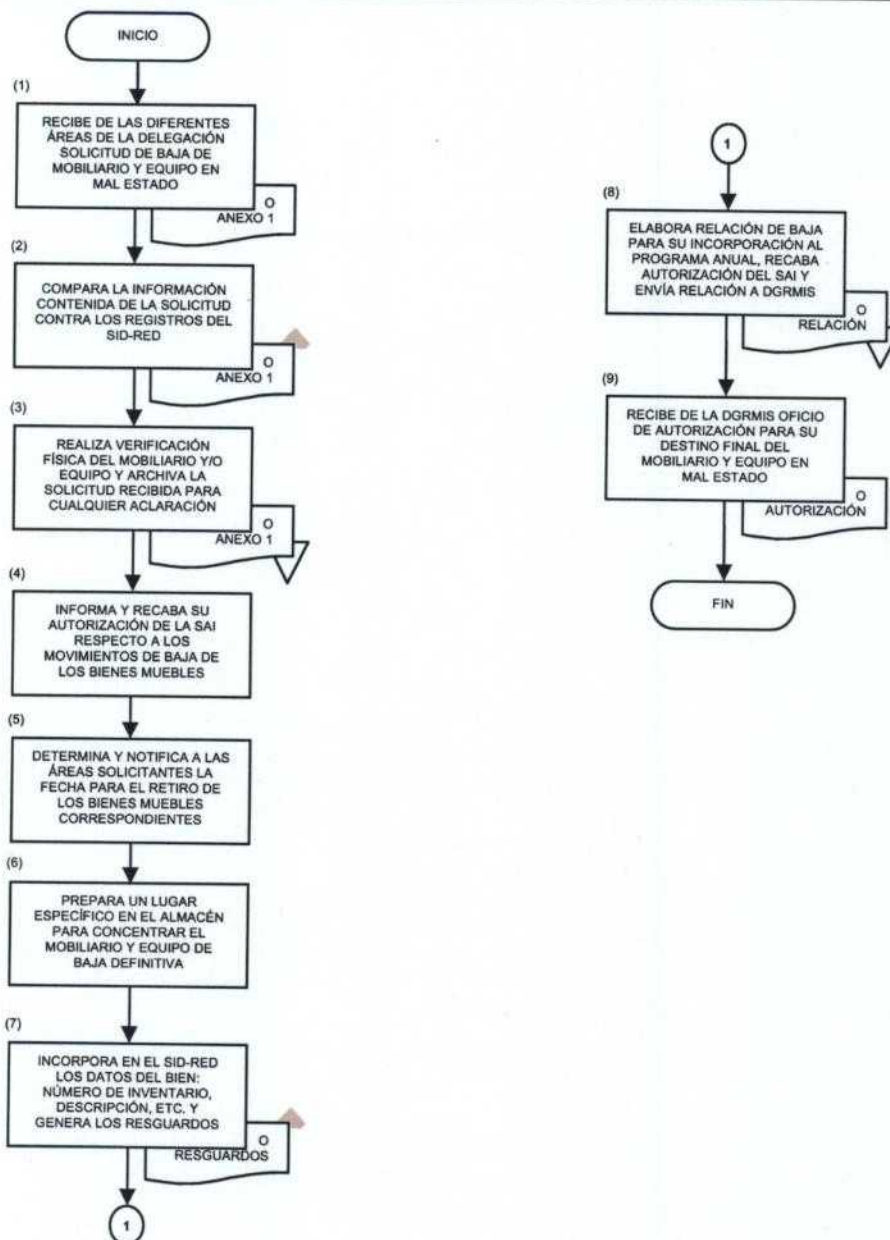 INICIO
(1)
RECIBE DE LAS DIFERENTES
ÁREAS DE LA DELEGACIÓN
SOLICITUD DE BAJA DE
MOBILIARIO Y EQUIPO EN
MAL ESTADO
O
ANEXO 1
(2)
COMPARA LA INFORMACIÓN
CONTENIDA DE LA SOLICITUD
CONTRA LOS REGISTROS DEL
SID-RED
O
ANEXO 1
(3)
REALIZA VERIFICACIÓN
FÍSICA DEL MOBILIARIO Y/O
EQUIPO Y ARCHIVA LA
SOLICITUD RECIBIDA PARA
CUALQUIER ACLARACIÓN
O
ANEXO 1
(4)
INFORMA Y RECABA SU
AUTORIZACIÓN DE LA SAI
RESPECTO A LOS
MOVIMIENTOS DE BAJA DE
LOS BIENES MUEBLES
(5)
DETERMINA Y NOTIFICA A LAS
ÁREAS SOLICITANTES LA
FECHA PARA EL RETIRO DE
LOS BIENES MUEBLES
CORRESPONDIENTES
(6)
PREPARA UN LUGAR
ESPECÍFICO EN EL ALMACÉN
PARA CONCENTRAR EL
MOBILIARIO Y EQUIPO DE
BAJA DEFINITIVA
(7)
INCORPORA EN EL SID-RED
LOS DATOS DEL BIEN:
NÚMERO DE INVENTARIO,
DESCRIPCIÓN, ETC. Y
GENERA LOS RESGUARDOS
O
RESGUARDOS
1
1
(8)
ELABORA RELACIÓN DE BAJA
PARA SU INCORPORACIÓN AL
PROGRAMA ANUAL, RECABA
AUTORIZACIÓN DEL SAI Y
ENVÍA RELACIÓN A DGRMIS
O
RELACIÓN
(9)
RECIBE DE LA DGRMIS OFICIO
DE AUTORIZACIÓN PARA SU
DESTINO FINAL DEL
MOBILIARIO Y EQUIPO EN
MAL ESTADO
O
AUTORIZACIÓN
FIN